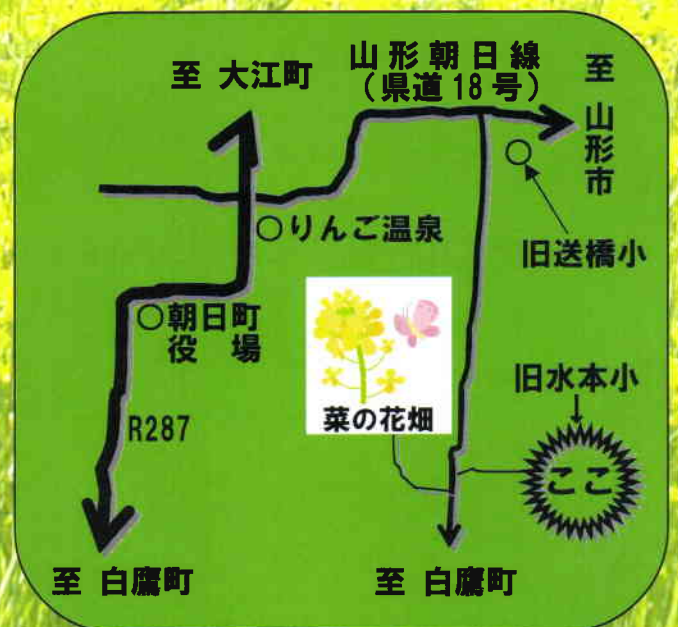 至 大江町
山形朝日線
(県道18号)
至 山形市
○りんご温泉
旧送橋小
○朝日町
役 場
菜の花畑
旧水本小
R287
ここ
至 白鷹町
至 白鷹町